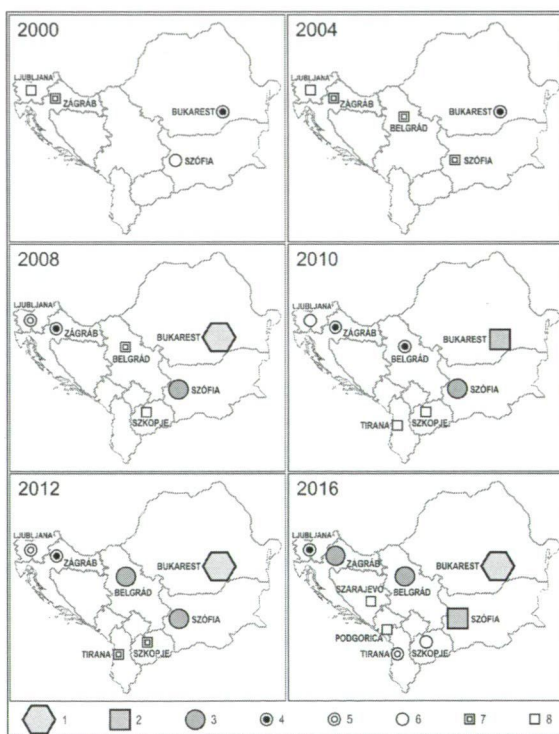 2000
LJUBLJANA
ZÁGRÁB
BUKAREST
SZÓFIA
2004
LJUBLJANA
ZÁGRÁB
BELGRÁD
BUKAREST
SZÓFIA
2008
LJUBLJANA
ZÁGRÁB
BELGRÁD
BUKAREST
SZÓFIA
SZKOPJE
2010
LJUBLJANA
ZÁGRÁB
BELGRÁD
BUKAREST
SZÓFIA
TIRANA
SZKOPJE
2012
LJUBLJANA
ZÁGRÁB
BELGRÁD
BUKAREST
SZÓFIA
TIRANA
SZKOPJE
2016
LJUBLJANA
ZÁGRÁB
BELGRÁD
BUKAREST
SZARAJEVÓ
SZÓFIA
PODGORICA
TIRANA
SZKOPJE
1 2 3 4 5 6 7 8